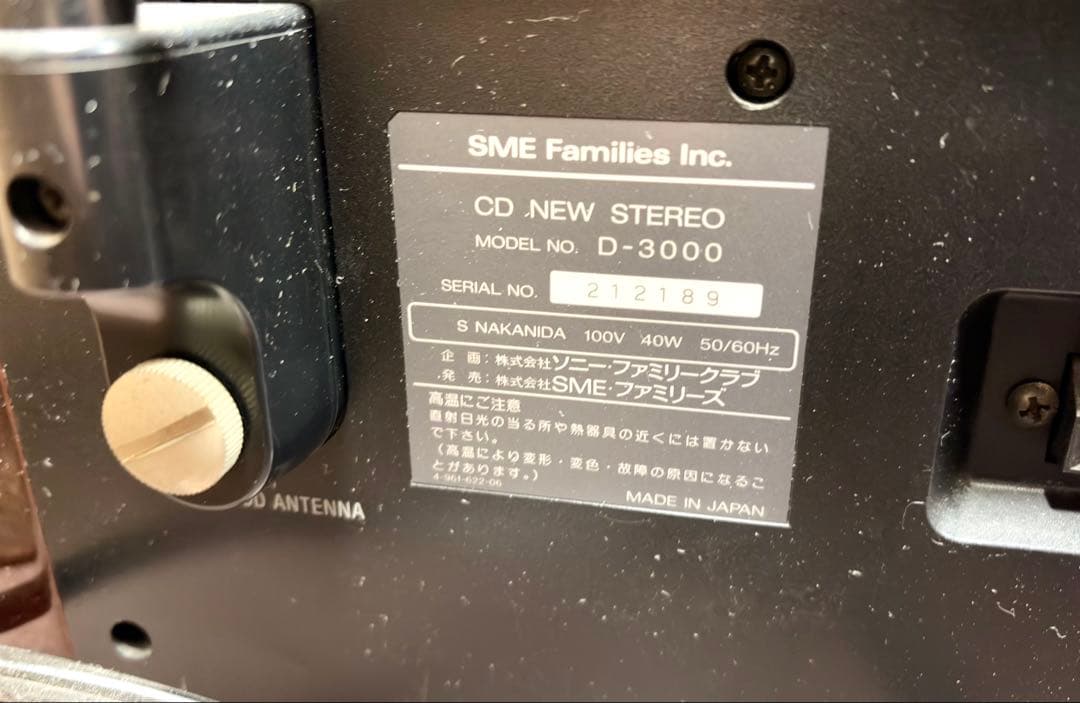 SME Families Inc.
CD NEW STEREO
MODEL NO. D-3000
SERIAL NO. 212189
S NAKANIDA 100V 40W 50/60Hz
企 画:株式会社ソニー・ファミリークラブ
発 売:株式会社SME・ファミリーズ
高温にご注意
直射日光の当る所や熱器具の近くには置かない
で下さい。
(高温により変形・変色・故障の原因になるこ
とがあります。)
4-961-622-06
MADE IN JAPAN
ANTENNA